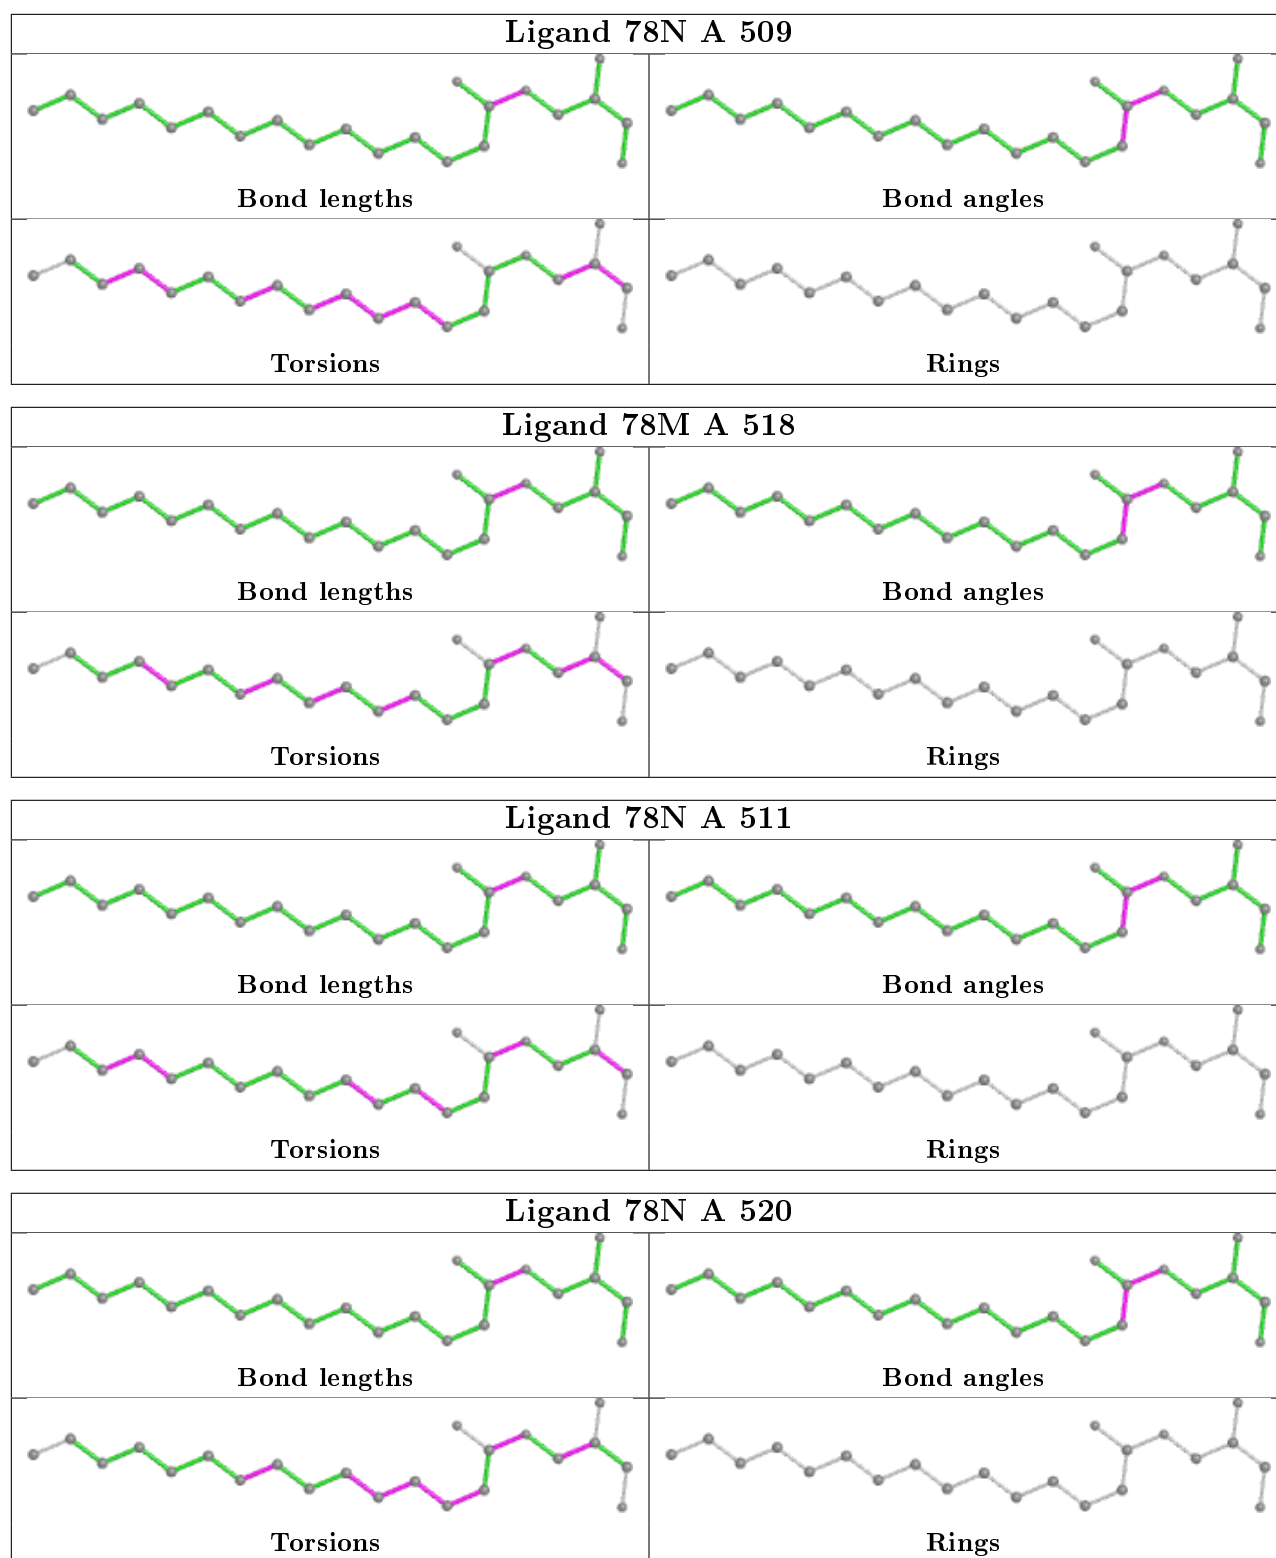 Ligand 78N A 509
Bond lengths
Bond angles
Torsions
Rings
Ligand 78M A 518
Bond lengths
Bond angles
Torsions
Rings
Ligand 78N A 511
Bond lengths
Bond angles
Torsions
Rings
Ligand 78N A 520
Bond lengths
Bond angles
Torsions
Rings